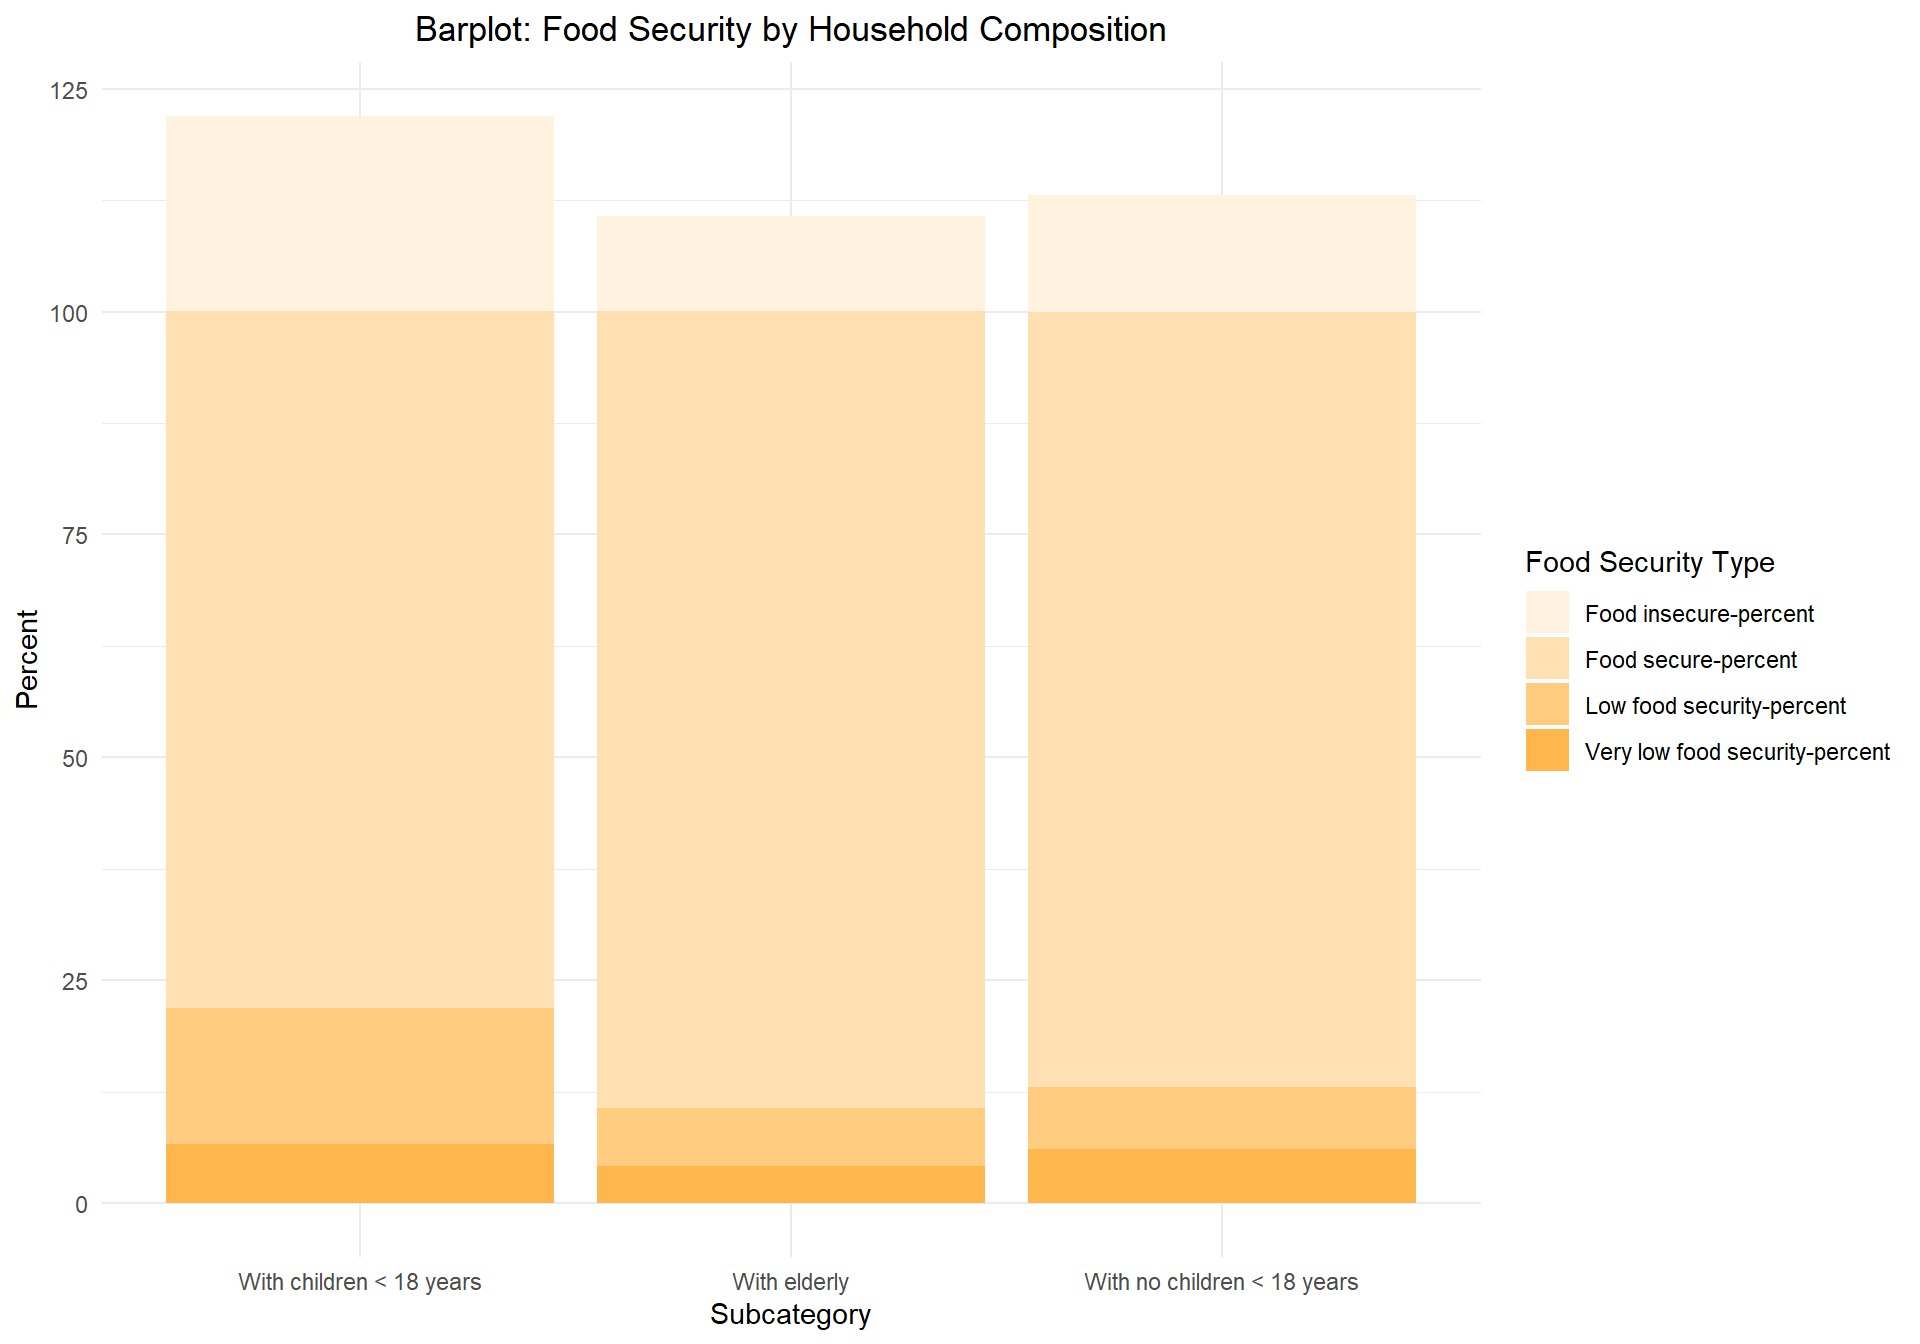 Barplot: Food Security by Household Composition
125
100
75
50
25
0
Percent
With children < 18 years
With elderly
With no children < 18 years
Subcategory
Food Security Type
Food insecure-percent
Food secure-percent
Low food security-percent
Very low food security-percent